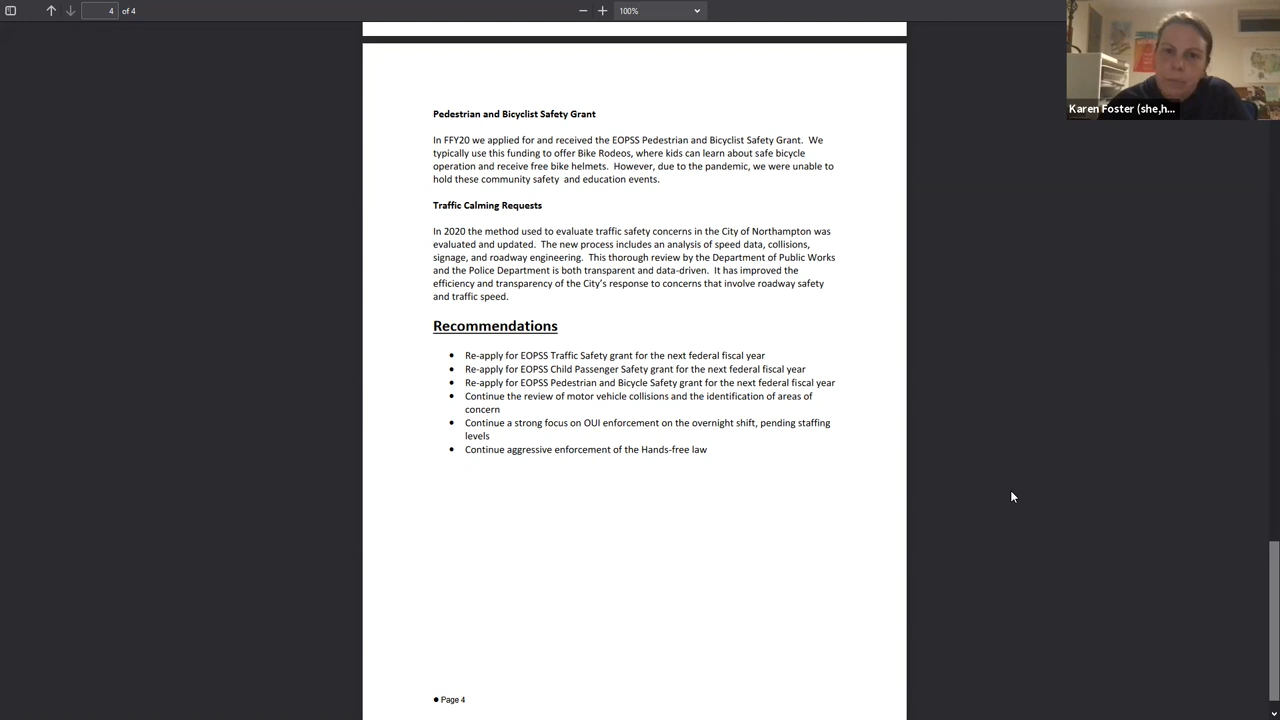 4 of 4 100%
Karen Foster (she,h...
Pedestrian and Bicyclist Safety Grant
In FFY20 we applied for and received the EOPSS Pedestrian and Bicyclist Safety Grant. We
typically use this funding to offer Bike Rodeos, where kids can learn about safe bicycle
operation and receive free bike helmets. However, due to the pandemic, we were unable to
hold these community safety and education events.
Traffic Calming Requests
In 2020 the method used to evaluate traffic safety concerns in the City of Northampton was
evaluated and updated. The new process includes an analysis of speed data, collisions,
signage, and roadway engineering. This thorough review by the Department of Public Works
and the Police Department is both transparent and data-driven. It has improved the
efficiency and transparency of the City's response to concerns that involve roadway safety
and traffic speed.
Recommendations
• Re-apply for EOPSS Traffic Safety grant for the next federal fiscal year
• Re-apply for EOPSS Child Passenger Safety grant for the next federal fiscal year
• Re-apply for EOPSS Pedestrian and Bicycle Safety grant for the next federal fiscal year
• Continue the review of motor vehicle collisions and the identification of areas of
concern
• Continue a strong focus on OUI enforcement on the overnight shift, pending staffing
levels
• Continue aggressive enforcement of the Hands-free law
● Page 4